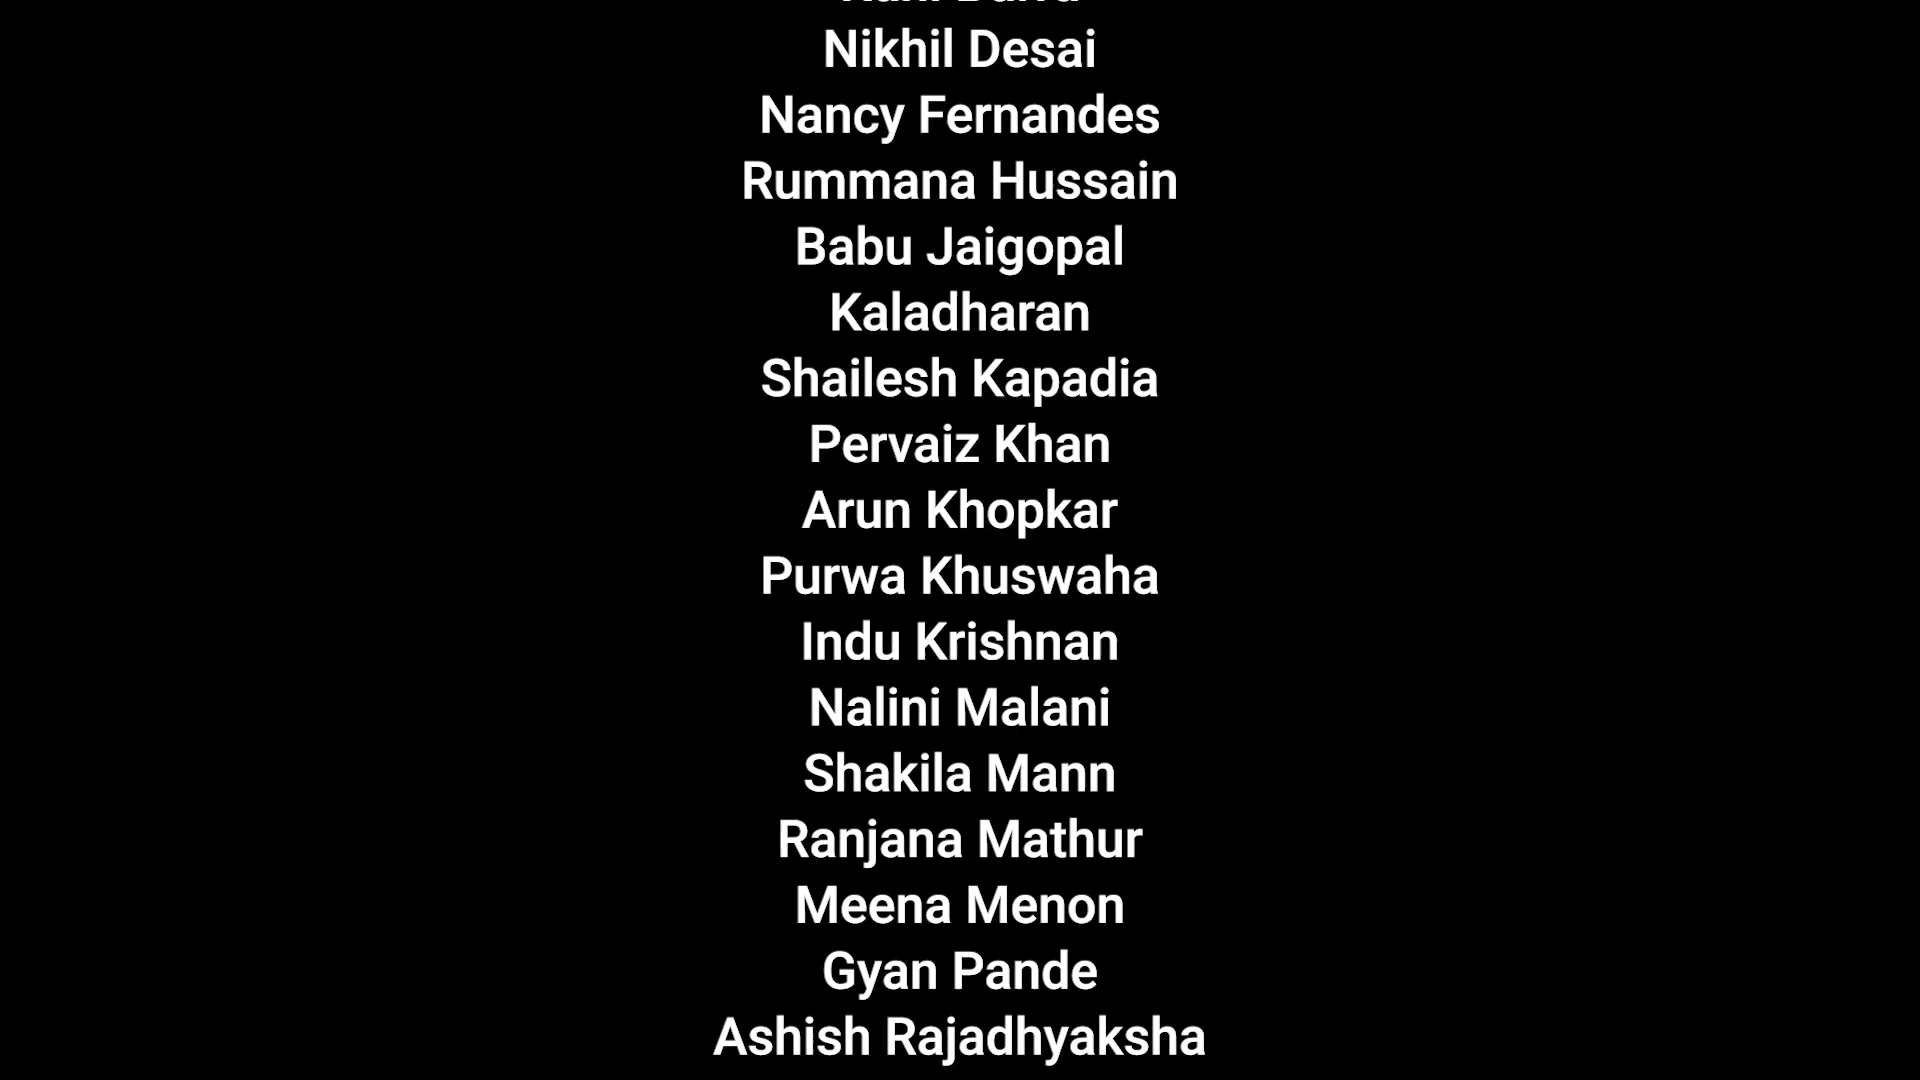 Nikhil Desai
Nancy Fernandes
Rummana Hussain
Babu Jaigopal
Kaladharan
Shailesh Kapadia
Pervaiz Khan
Arun Khopkar
Purwa Khuswaha
Indu Krishnan
Nalini Malani
Shakila Mann
Ranjana Mathur
Meena Menon
Gyan Pande
Ashish Rajadhyaksha